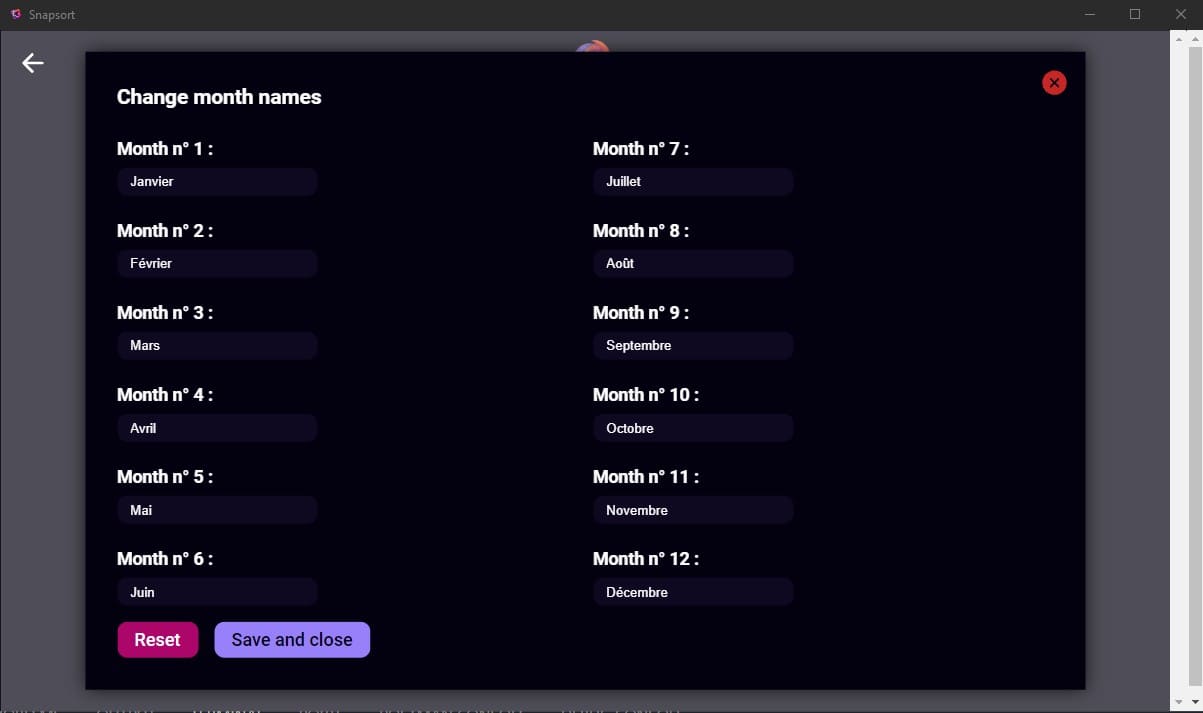 Snapsort
Change month names
Month n° 1 :
Janvier
Month n° 2 :
Février
Month n° 3 :
Mars
Month n° 4 :
Avril
Month n° 5 :
Mai
Month n° 6 :
Juin
Month n° 7 :
Juillet
Month n° 8 :
Août
Month n° 9 :
Septembre
Month n° 10 :
Octobre
Month n° 11 :
Novembre
Month n° 12 :
Décembre
Reset
Save and close